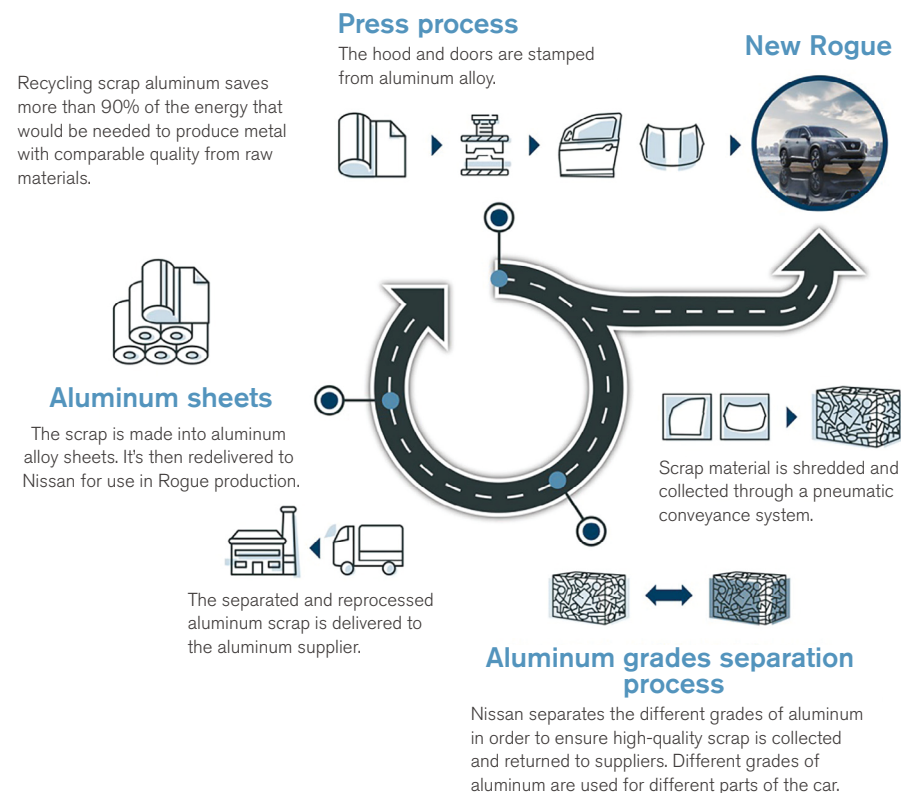 Press process
The hood and doors are stamped
from aluminum alloy.
New Rogue
Recycling scrap aluminum saves
more than 90% of the energy that
would be needed to produce metal
with comparable quality from raw
materials.
Aluminum sheets
The scrap is made into aluminum
alloy sheets. It’s then redelivered to
Nissan for use in Rogue production.
Scrap material is shredded and
collected through a pneumatic
conveyance system.
The separated and reprocessed
aluminum scrap is delivered to
the aluminum supplier.
Aluminum grades separation
process
Nissan separates the different grades of aluminum
in order to ensure high-quality scrap is collected
and returned to suppliers. Different grades of
aluminum are used for different parts of the car.